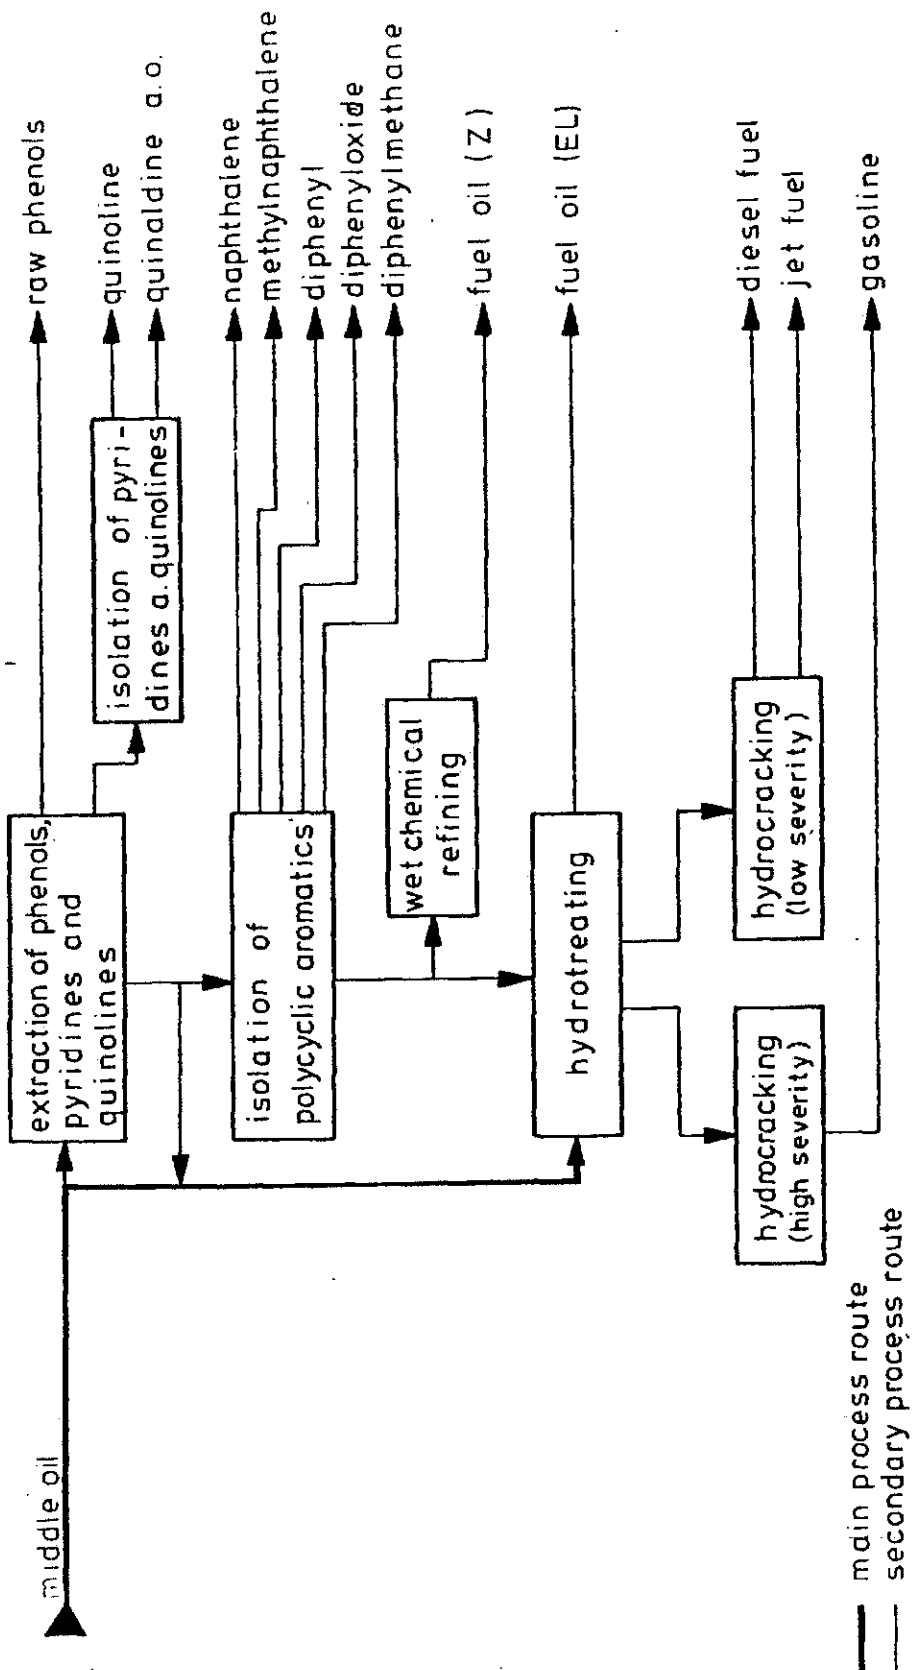 middle oil
extraction of phenols,
pyridines and
quinolines
raw phenols
isolation of pyri-
dines a. quinolines
quinoline
quinaldine a.o.
isolation of
polycyclic aromatics
naphthalene
methylnaphthalene
diphenyl
diphenyloxide
diphenylmethane
wet chemical
refining
fuel oil (Z)
hydrotreating
fuel oil (EL)
hydrocracking
(low severity)
diesel fuel
jet fuel
hydrocracking
(high severity)
gasoline
main process route
secondary process route